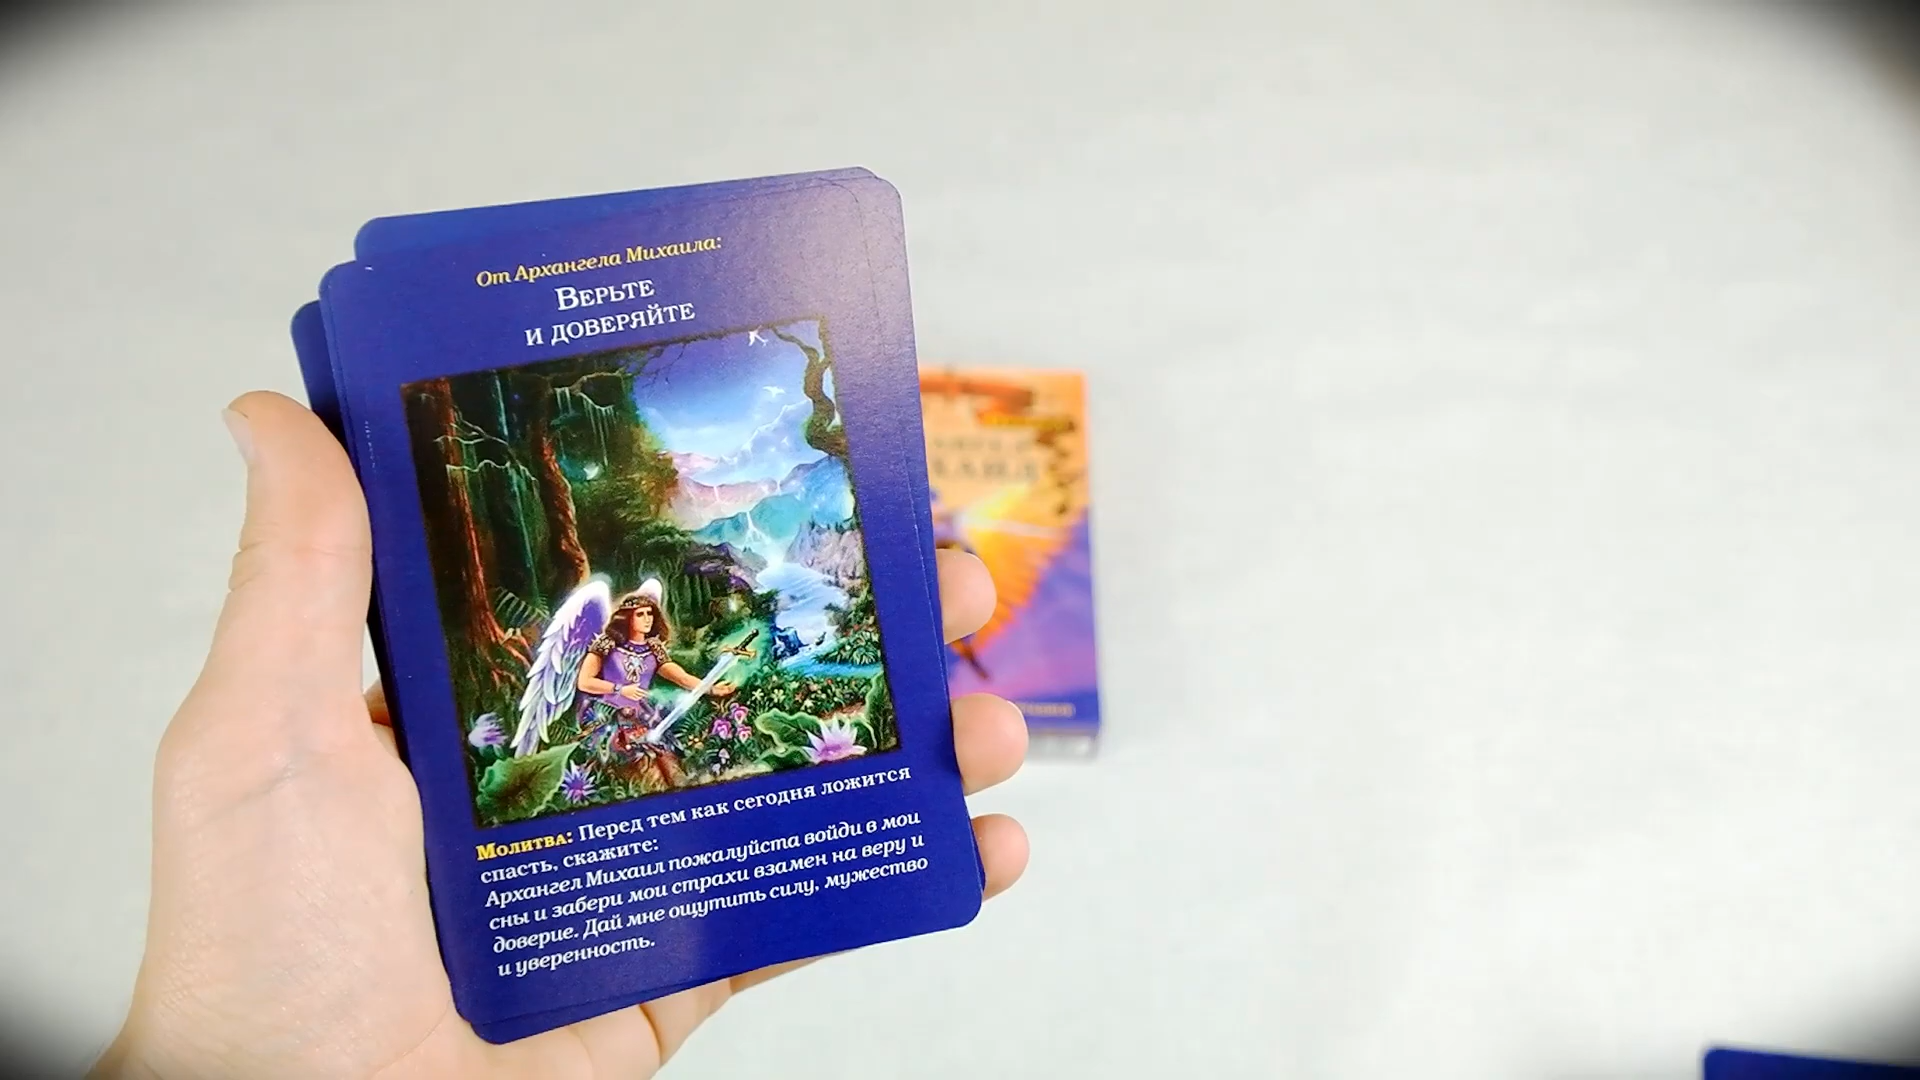 От Архангела Михаила:
Верьте
и доверяйте
Молитва: Перед тем как сегодня ложится
спасть, скажите:
Архангел Михаил пожалуйста войди в мои
сны и забери мои страхи взамен на веру и
доверие. Дай мне ощутить силу, мужество
и уверенность.